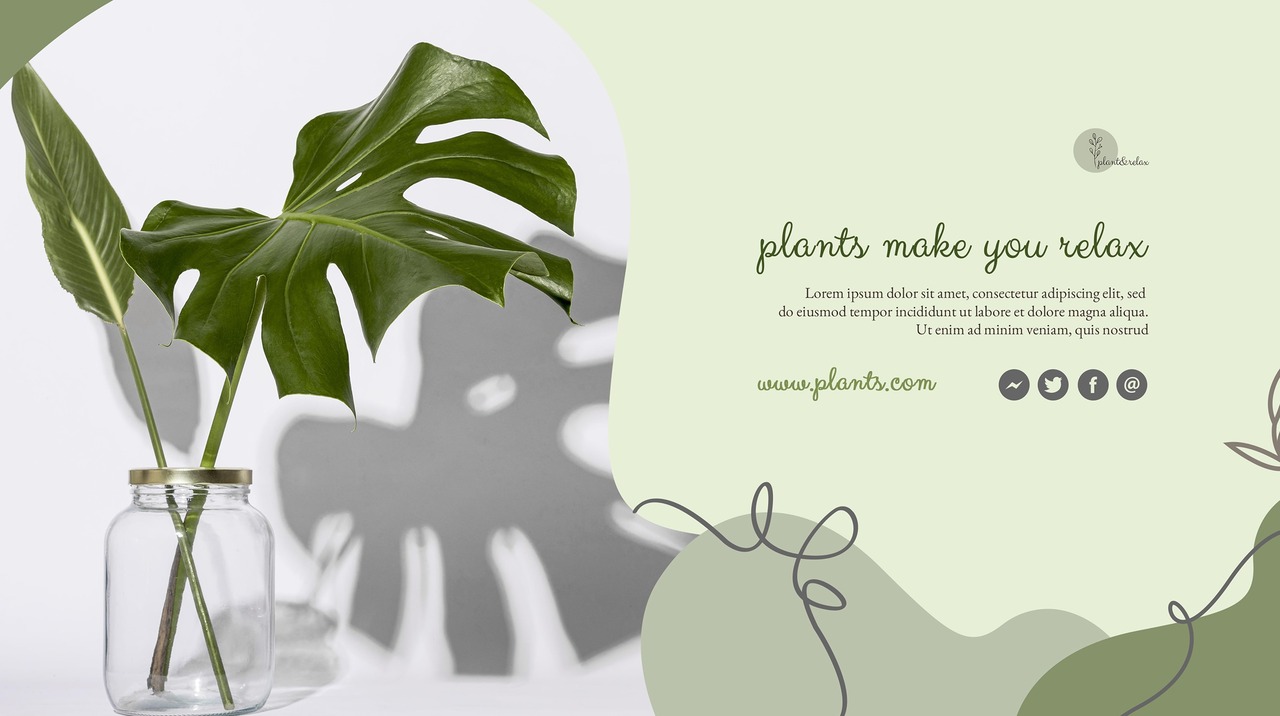 plant&relax
plants make you relax
Lorem ipsum dolor sit amet, consectetur adipiscing elit, sed
do eiusmod tempor incididunt ut labore et dolore magna aliqua.
Ut enim ad minim veniam, quis nostrud
www.plants.com